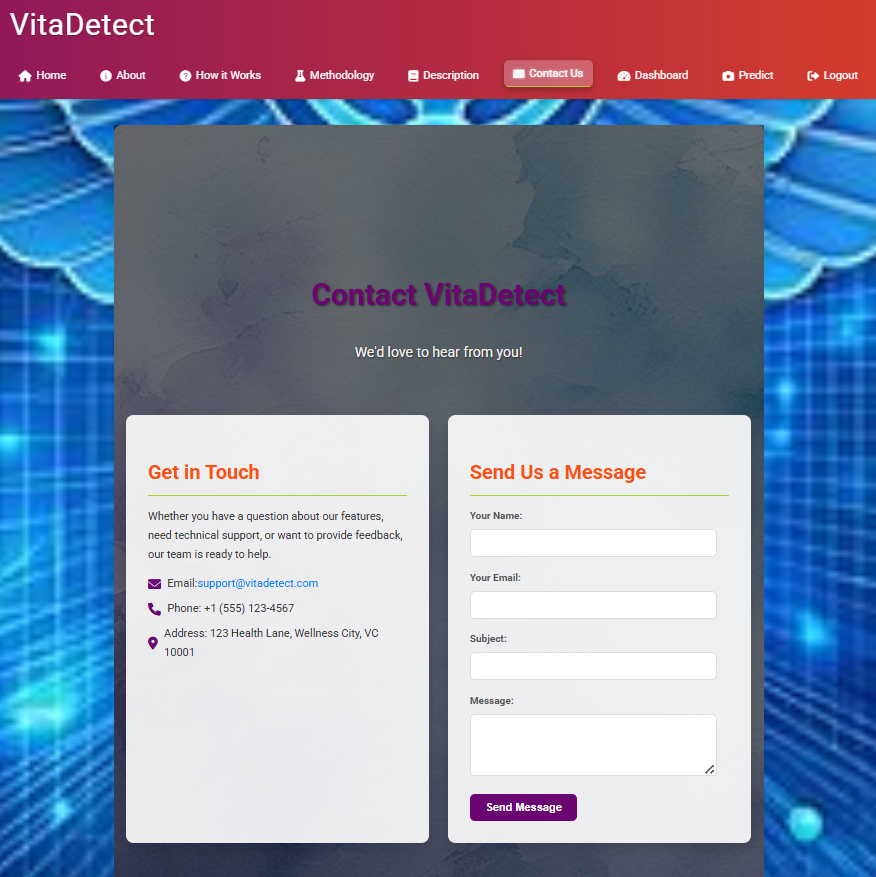 VitaDetect
Home About How it Works Methodology Description Contact Us Dashboard Predict Logout
Contact VitaDetect
We'd love to hear from you!
Get in Touch
Whether you have a question about our features,
need technical support, or want to provide feedback,
our team is ready to help.
Email:support@vitadetect.com
Phone: +1 (555) 123-4567
Address: 123 Health Lane, Wellness City, VC
10001
Send Us a Message
Your Name:
Your Email:
Subject:
Message:
Send Message